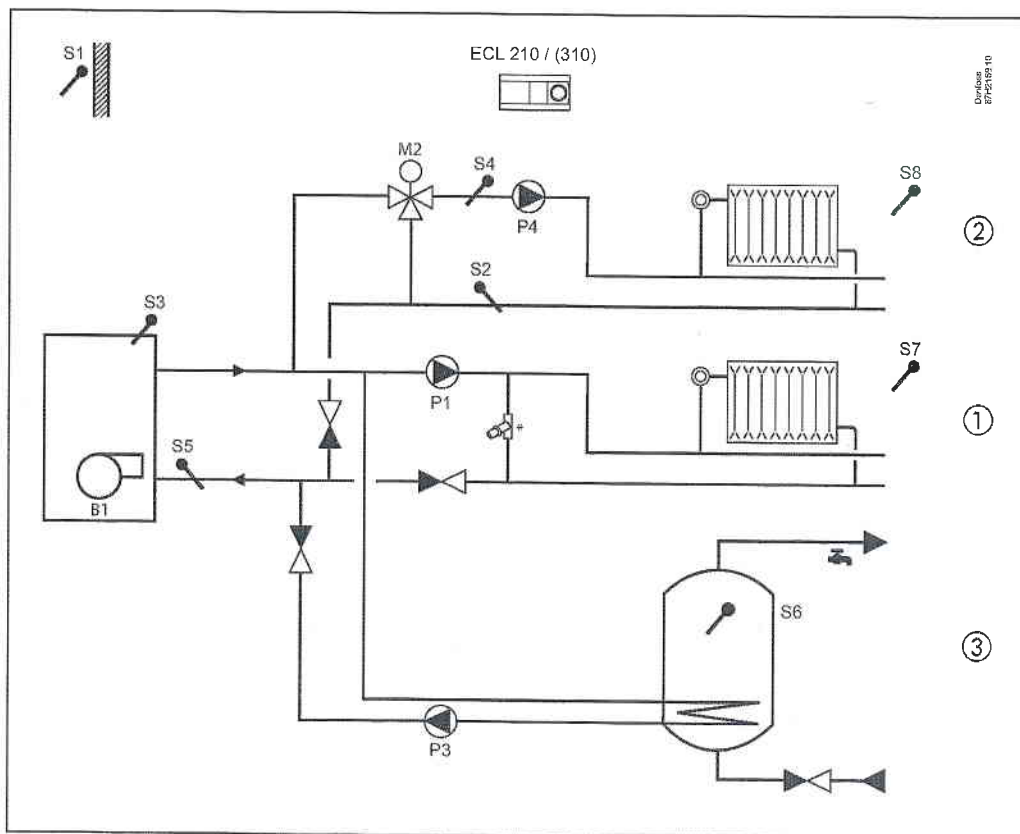 S1
ECL 210 / (310)
Danfoss
87H2159.10
M2
S4
P4
S8
2
S2
S3
P1
S7
1
S5
B1
*
S6
3
P3